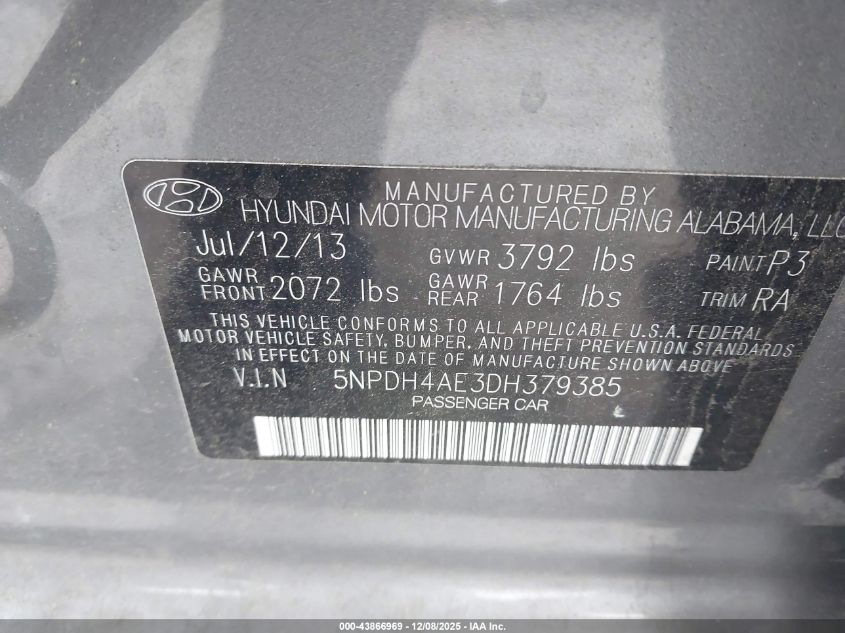 MANUFACTURED BY
HYUNDAI MOTOR MANUFACTURING ALABAMA, LLC
Jul/12/13 GVWR 3792 lbs PAINT P3
GAWR FRONT 2072 lbs GAWR REAR 1764 lbs TRIM RA
THIS VEHICLE CONFORMS TO ALL APPLICABLE U.S.A. FEDERAL
MOTOR VEHICLE SAFETY, BUMPER, AND THEFT PREVENTION STANDARDS
IN EFFECT ON THE DATE OF MANUFACTURE SHOWN ABOVE
V.I.N 5NPDH4AE3DH379385
PASSENGER CAR
000-43866969 - 12/08/2025 - IAA Inc.